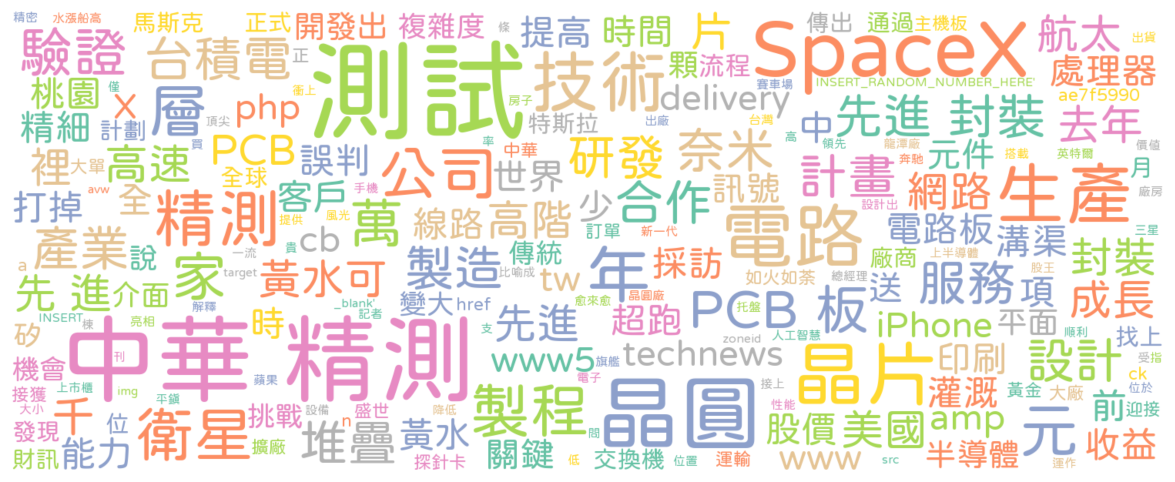 精密 水漲船高 馬斯克 正式 開發出 複雜度 條 提高 時間 片 SpaceX 傳出 通過 主機板 航太 出貨
驗證 台積電 正 測試 技術 顆 流程 賽車場 INSERT_RANDOM_NUMBER_HERE' 處理器
桃園 X 層 php 衝上 房子 delivery 先進 封裝 ae7f5990
精細 計劃 頂尖 特斯拉 出廠 台灣 中 去年
裡 大單 高速 買 PCB 誤判 率 中華 研發 奈米 高 領先 龍潭廠 元件 英特爾 價值
打掉 全 avw 全球 公司 世界 訊號 計畫 奔馳 搭載 網路 月 廠房
精測 客戶 手機 提供 風光 萬 線路 高階 少 合作 訂單 電路 設計出 生產
產業 說 家 cb 貴 一流 傳統 新一代 電路板 溝渠 三星
a 先 進 介面 黃水可 target 製造 比喻成 tw 年 採訪 如火如荼 總經理 廠商 上半導體 股王 封裝
INSERT 棟 亮相 解釋 時 _blank' 記者 變大 href 愈來愈 晶圓廠 PCB 板 托盤 送 服務 項 成長
矽 中華 精測 支 先進 超跑 zoneid 人工智慧 iPhone 平面 順利 找上
機會 刊 www5 旗艦 technews 晶片 印刷 設計 受 指
接獲 上市櫃 img 蘋果 電子 接上 性能 ck
大小 千 平鎮 設備 n 盛世 降低 製程 晶圓 灌溉 黃金 大廠 位於 前 迎接
發現 位 衛星 挑戰 堆疊 黃水 問 股價 美國 amp 元 收益
財訊 能力 擴廠 探針卡 關鍵 低 交換機 位置 運輸 www src 半導體 運作